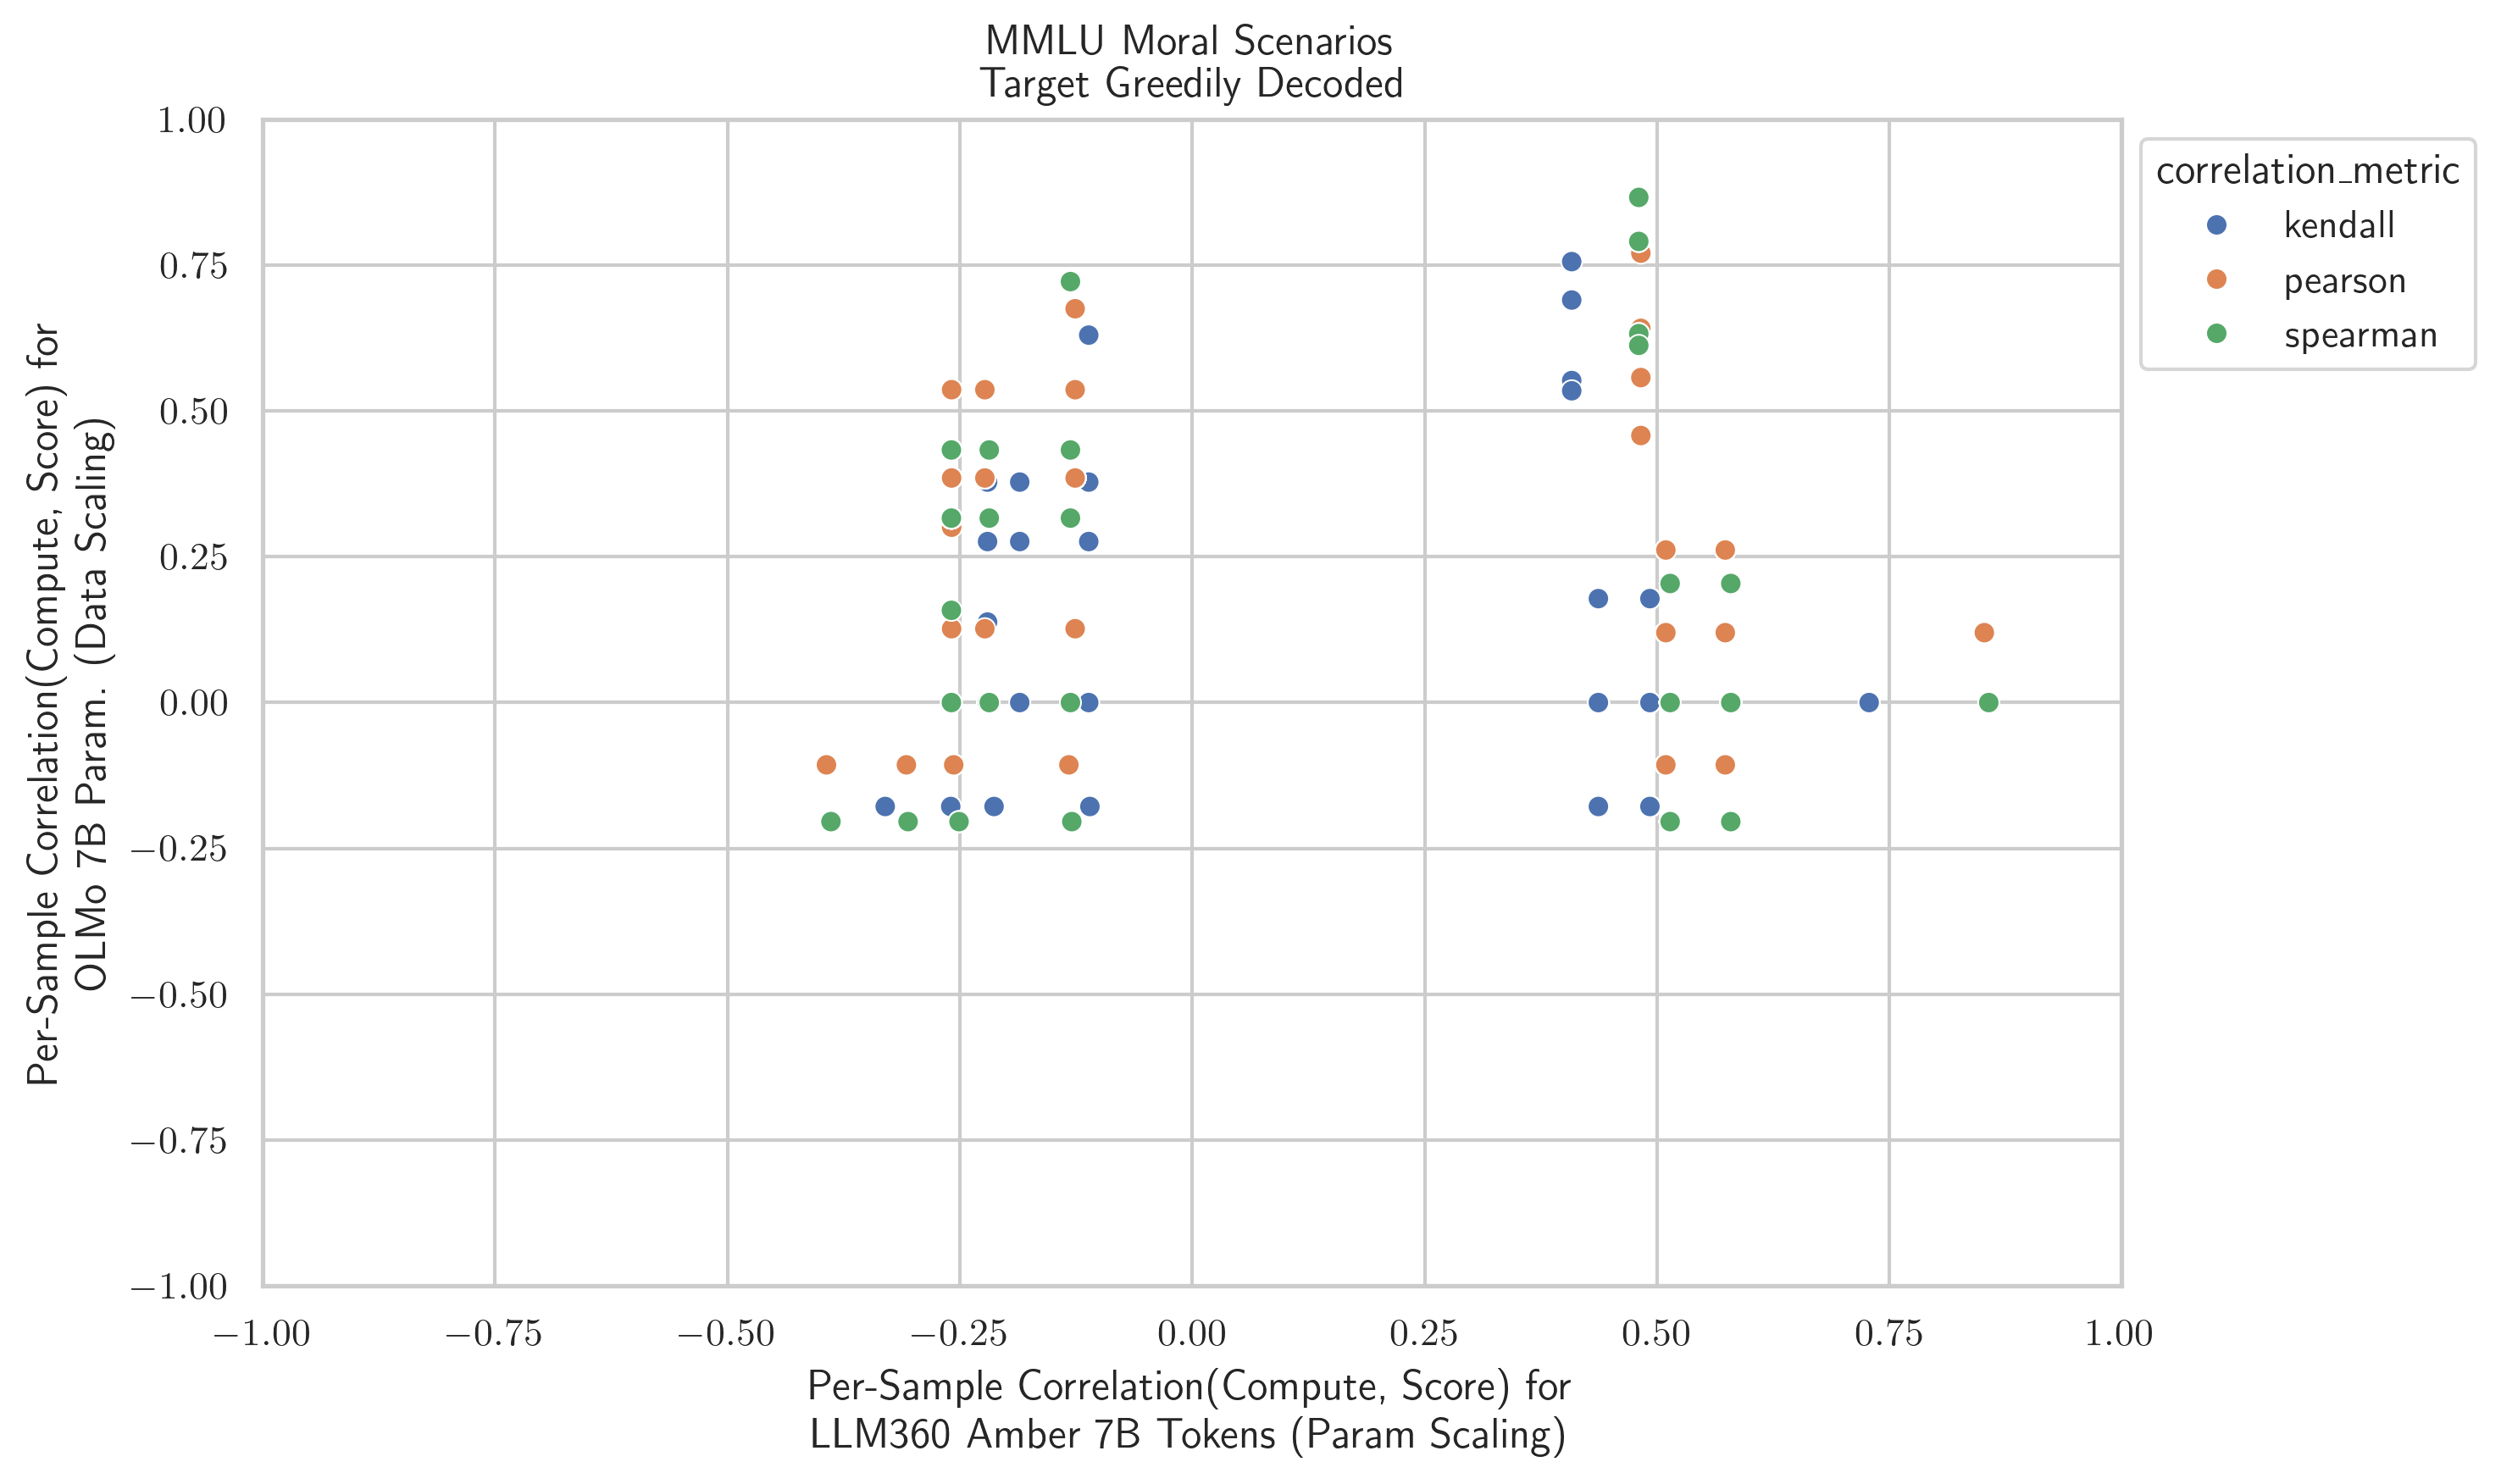 MMLU Moral Scenarios
Target Greedily Decoded
Per-Sample Correlation(Compute, Score) for
OLMo 7B Param. (Data Scaling)
1.00
0.75
0.50
0.25
0.00
−0.25
−0.50
−0.75
−1.00
−1.00 −0.75 −0.50 −0.25 0.00 0.25 0.50 0.75 1.00
Per-Sample Correlation(Compute, Score) for
LLM360 Amber 7B Tokens (Param Scaling)
correlation_metric
kendall
pearson
spearman